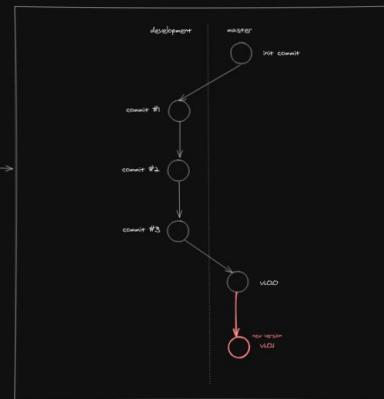 development
master
init commit
commit #1
commit #2
commit #3
v1.0.0
new version
v1.0.1